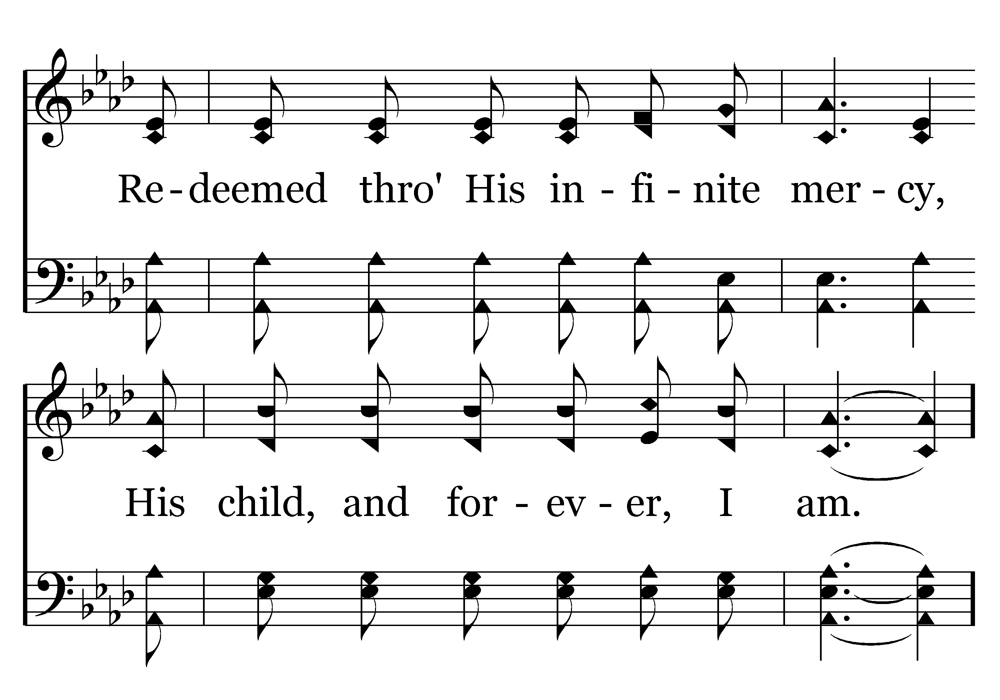 Re - deemed thro' His in - fi - nite mer - cy,
His child, and for - ev - er, I am.